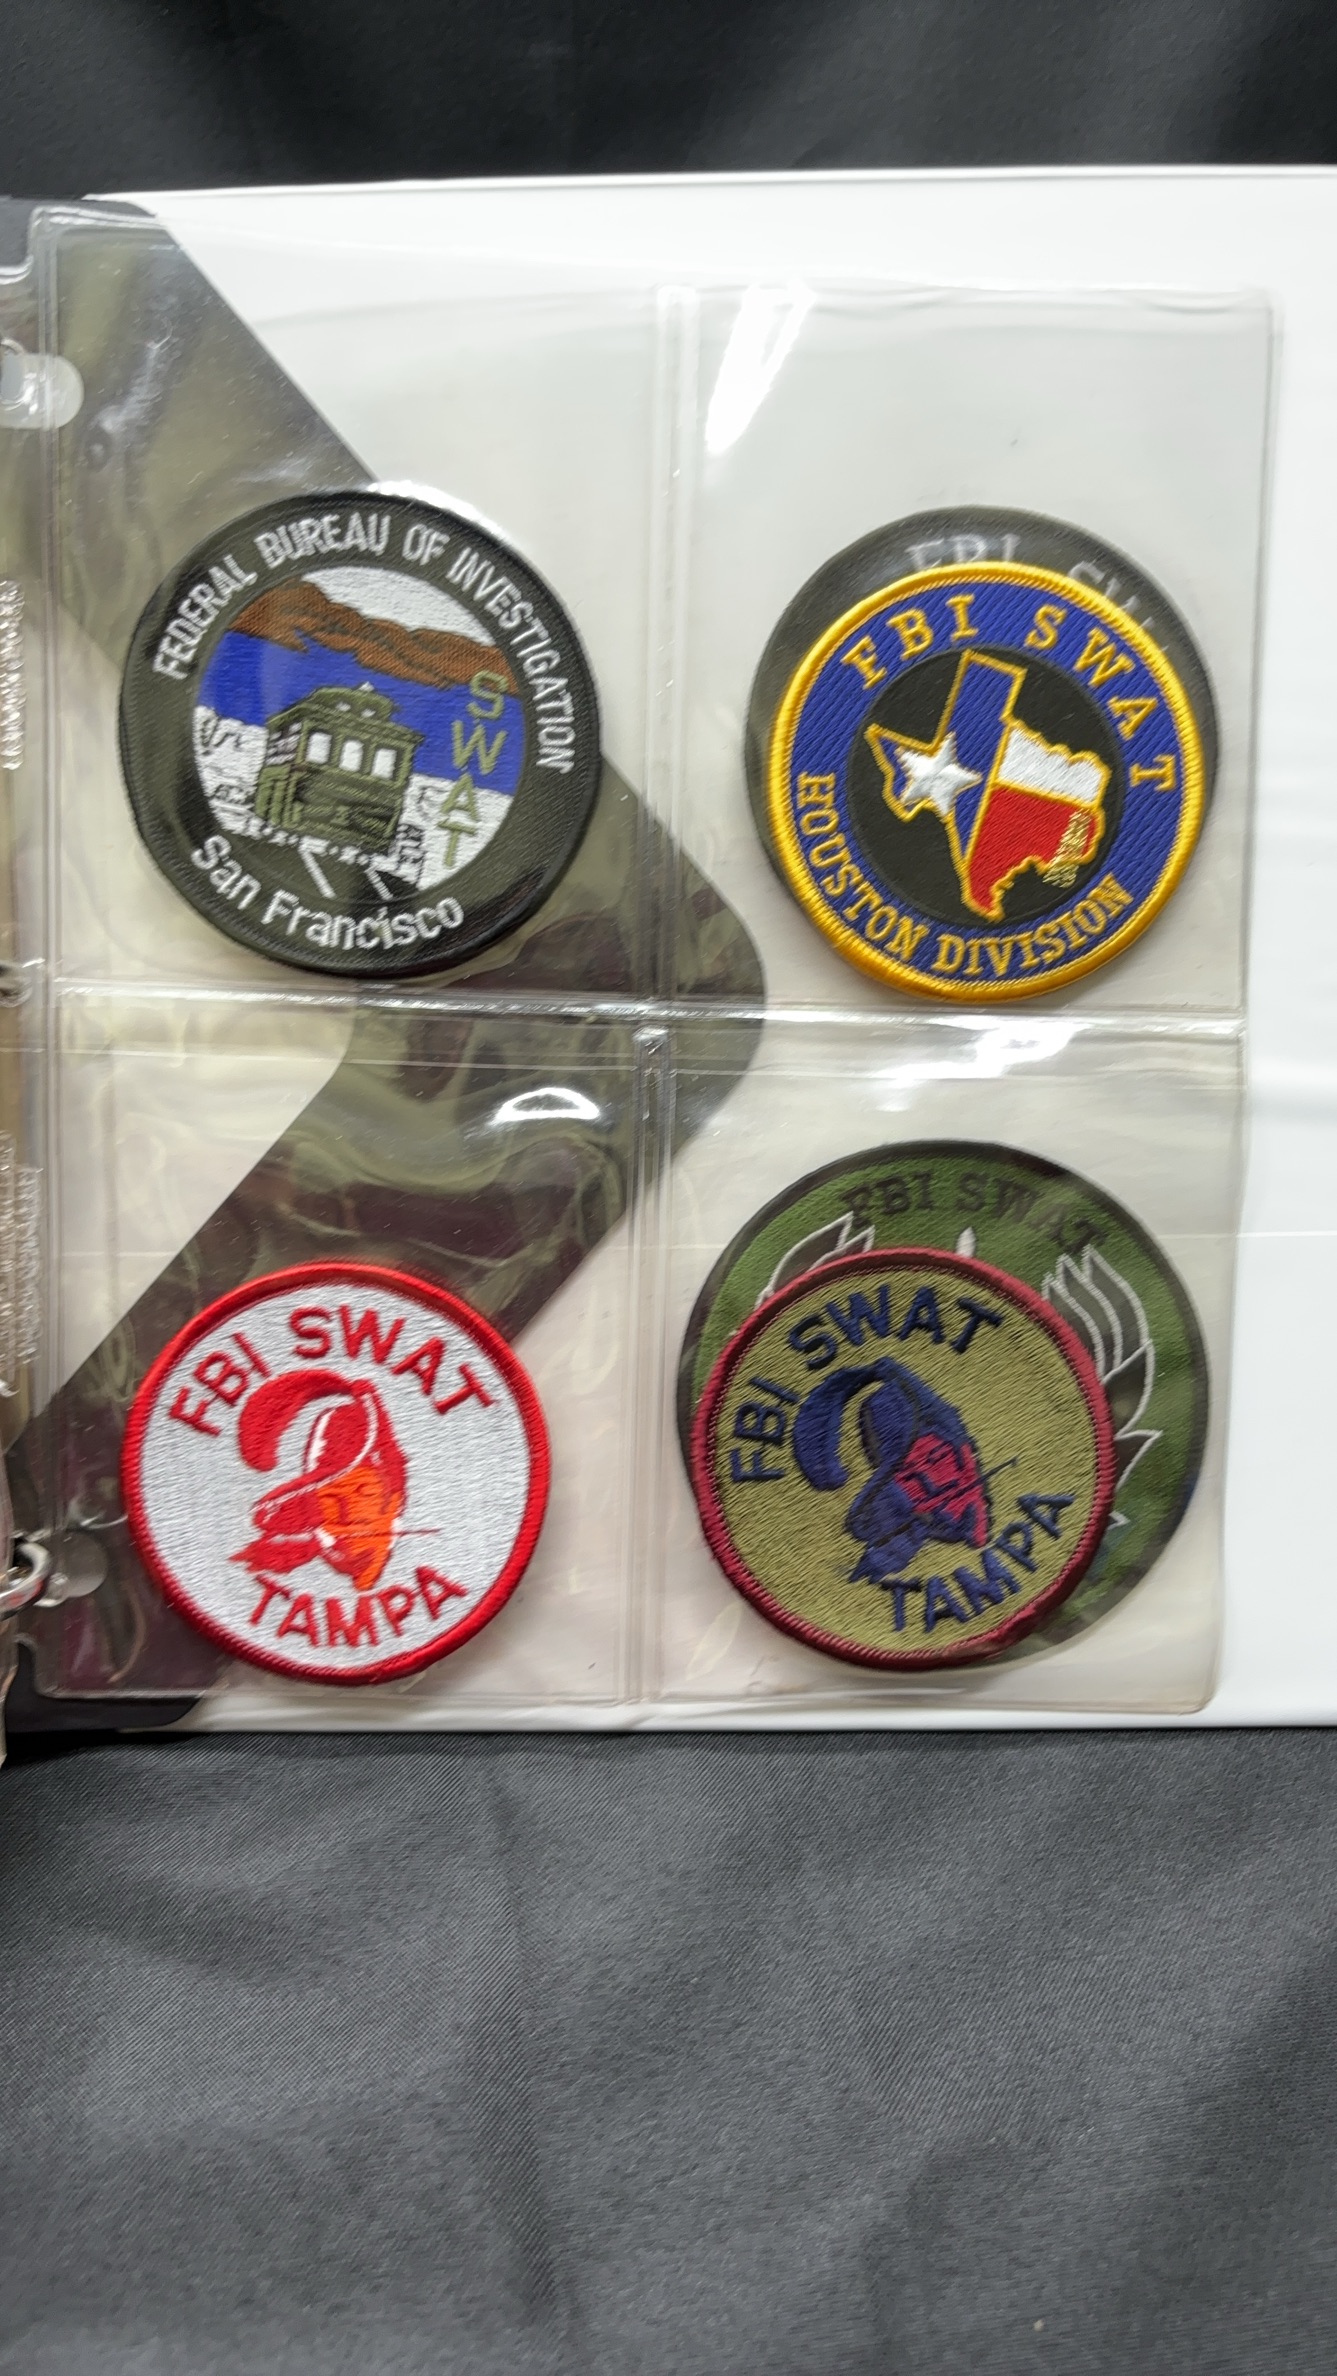 FEDERAL BUREAU OF INVESTIGATION
SWAT
San Francisco
FBI SW
FBI SWAT
HOUSTON DIVISION
FBI SWAT
TAMPA
FBI SWAT
FBI SWAT
TAMPA